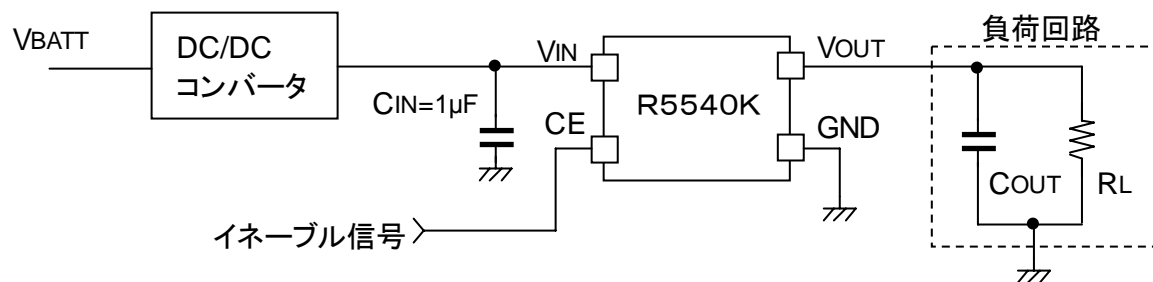 負荷回路
VBATT
DC/DC
コンバータ
VIN
VOUT
CIN=1µF
R5540K
CE
GND
COUT
RL
イネーブル信号